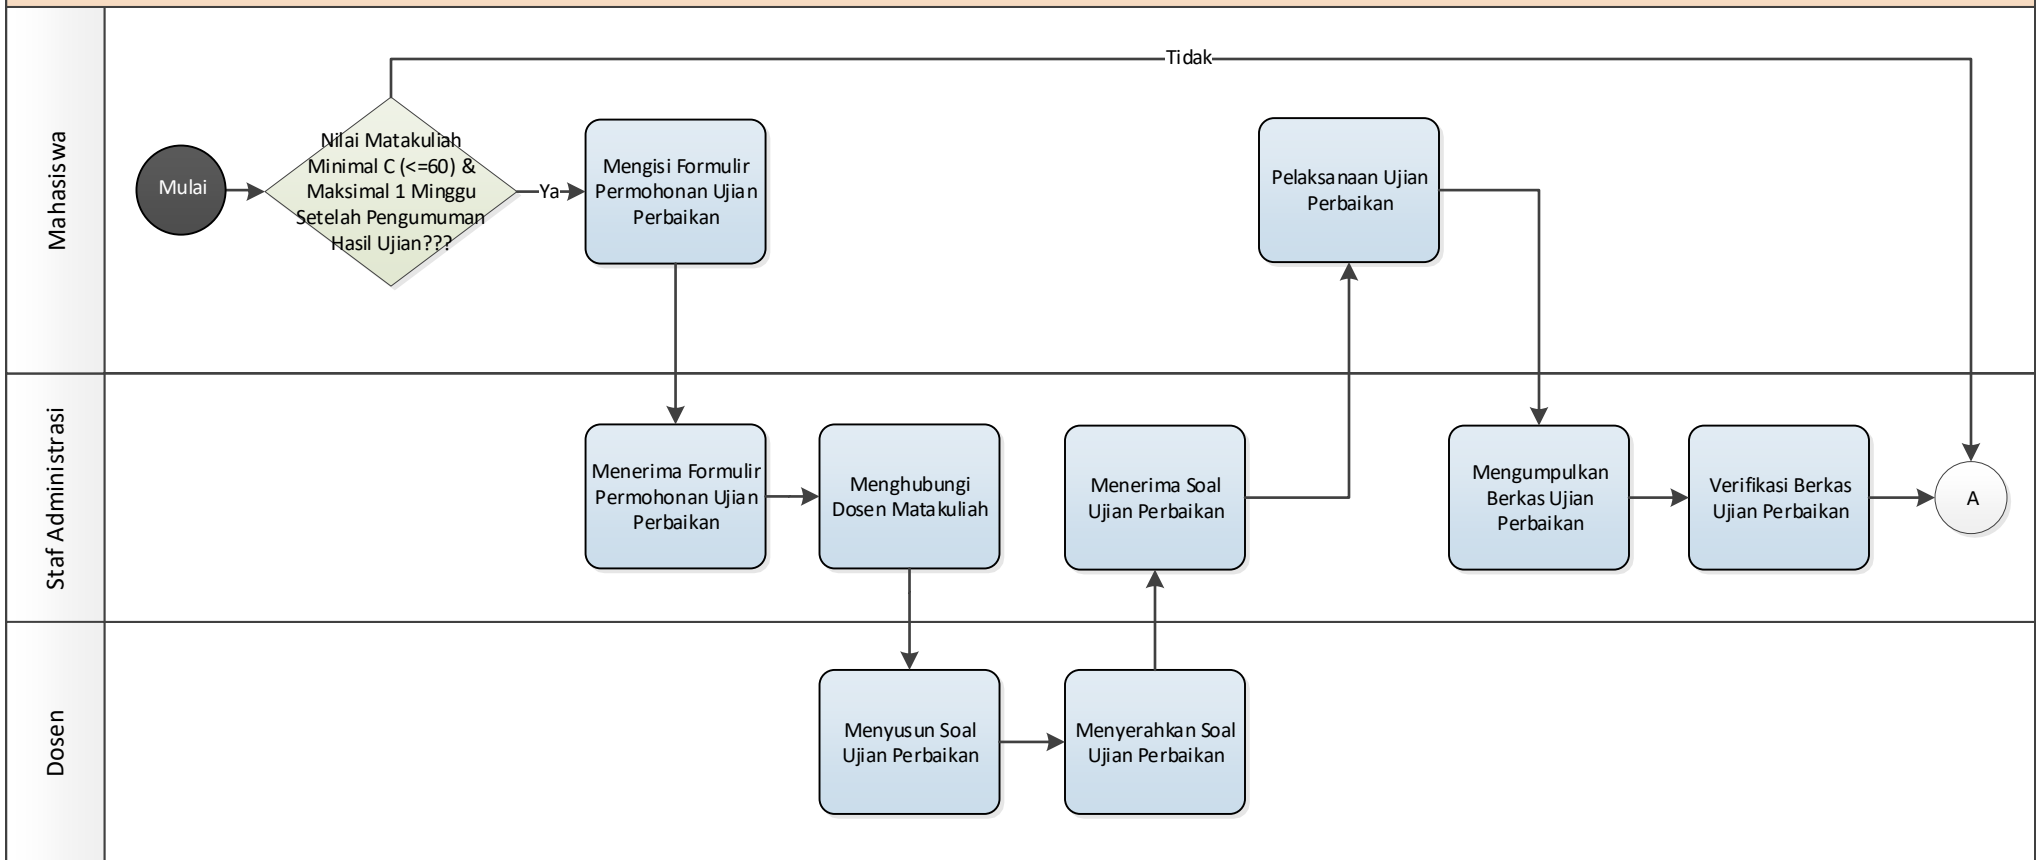 Mahasiswa
Mulai
Nilai Matakuliah
Minimal C (<=60) &
Maksimal 1 Minggu
Setelah Pengumuman
Hasil Ujian???
Tidak
Ya
Mengisi Formulir
Permohonan Ujian
Perbaikan
Pelaksanaan Ujian
Perbaikan
Staf Administrasi
Menerima Formulir
Permohonan Ujian
Perbaikan
Menghubungi
Dosen Matakuliah
Menerima Soal
Ujian Perbaikan
Mengumpulkan
Berkas Ujian
Perbaikan
Verifikasi Berkas
Ujian Perbaikan
A
Dosen
Menyusun Soal
Ujian Perbaikan
Menyerahkan Soal
Ujian Perbaikan